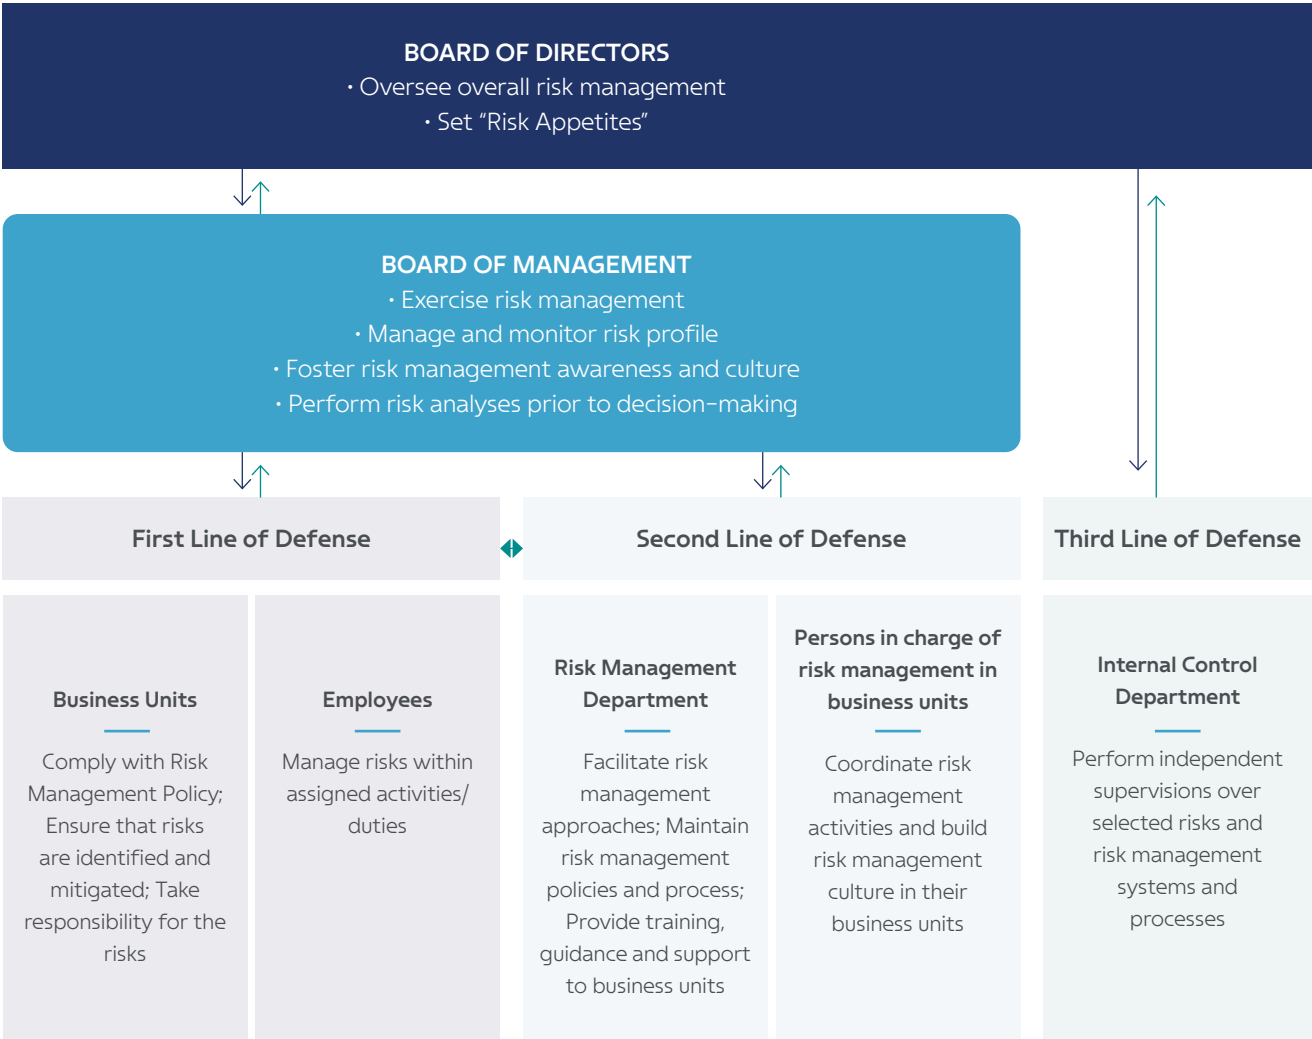 BOARD OF DIRECTORS
• Oversee overall risk management
• Set “Risk Appetites”
BOARD OF MANAGEMENT
• Exercise risk management
• Manage and monitor risk profile
• Foster risk management awareness and culture
• Perform risk analyses prior to decision-making
First Line of Defense
Second Line of Defense
Third Line of Defense
Business Units
Comply with Risk
Management Policy;
Ensure that risks
are identified and
mitigated; Take
responsibility for the
risks
Employees
Manage risks within
assigned activities/
duties
Risk Management
Department
Facilitate risk
management
approaches; Maintain
risk management
policies and process;
Provide training,
guidance and support
to business units
Persons in charge of
risk management in
business units
Coordinate risk
management
activities and build
risk management
culture in their
business units
Internal Control
Department
Perform independent
supervisions over
selected risks and
risk management
systems and
processes